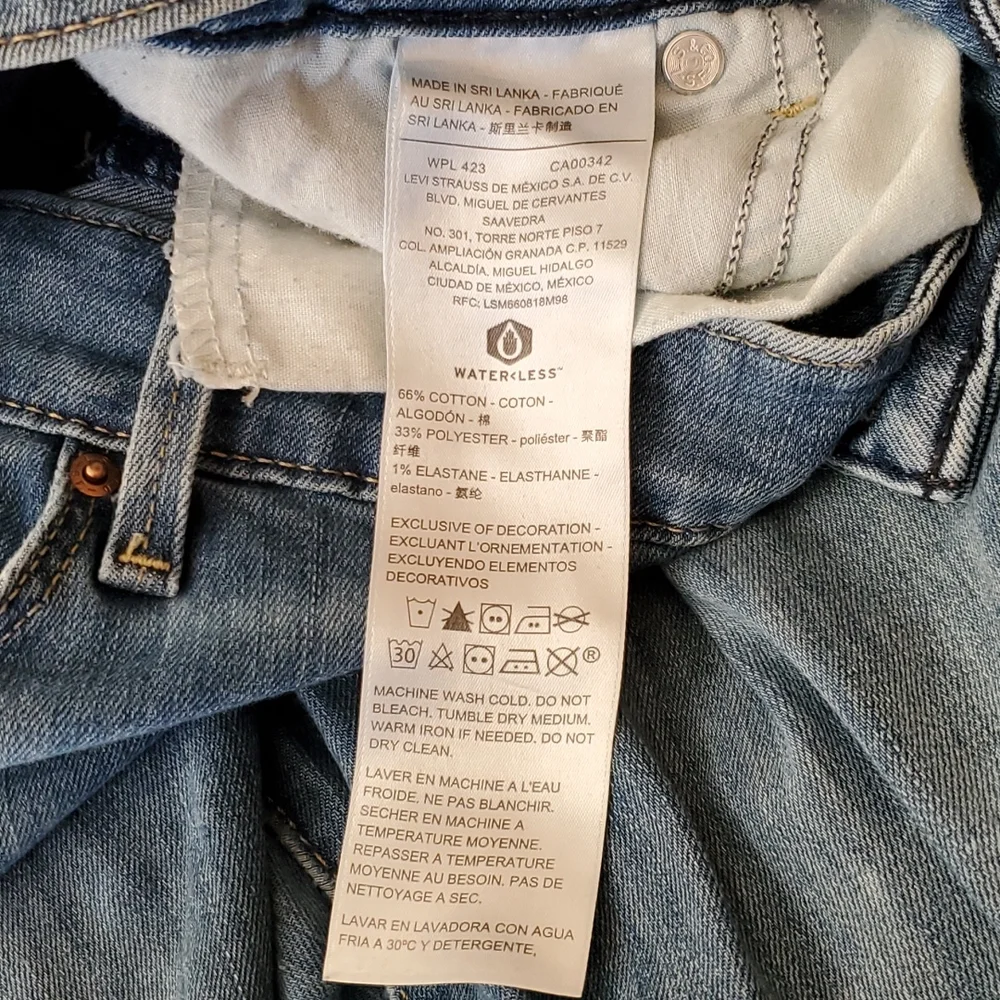 MADE IN SRI LANKA - FABRIQUÉ
AU SRI LANKA - FABRICADO EN
SRI LANKA - 斯里兰卡制造
WPL 423 CA00342
LEVI STRAUSS DE MÉXICO S.A. DE C.V.
BLVD. MIGUEL DE CERVANTES
SAAVEDRA
NO. 301, TORRE NORTE PISO 7
COL. AMPLIACIÓN GRANADA C.P. 11529
ALCALDÍA. MIGUEL HIDALGO
CIUDAD DE MÉXICO, MÉXICO
RFC: LSM660818M98
WATER<LESS™
66% COTTON - COTON -
ALGODÓN - 棉
33% POLYESTER - poliéster - 聚酯
纤维
1% ELASTANE - ELASTHANNE -
elastano - 氨纶
EXCLUSIVE OF DECORATION -
EXCLUANT L'ORNEMENTATION -
EXCLUYENDO ELEMENTOS
DECORATIVOS
30 ®
MACHINE WASH COLD. DO NOT
BLEACH. TUMBLE DRY MEDIUM.
WARM IRON IF NEEDED. DO NOT
DRY CLEAN.
LAVER EN MACHINE A L'EAU
FROIDE. NE PAS BLANCHIR.
SECHER EN MACHINE A
TEMPERATURE MOYENNE.
REPASSER A TEMPERATURE
MOYENNE AU BESOIN. PAS DE
NETTOYAGE A SEC.
LAVAR EN LAVADORA CON AGUA
FRIA A 30ºC Y DETERGENTE,